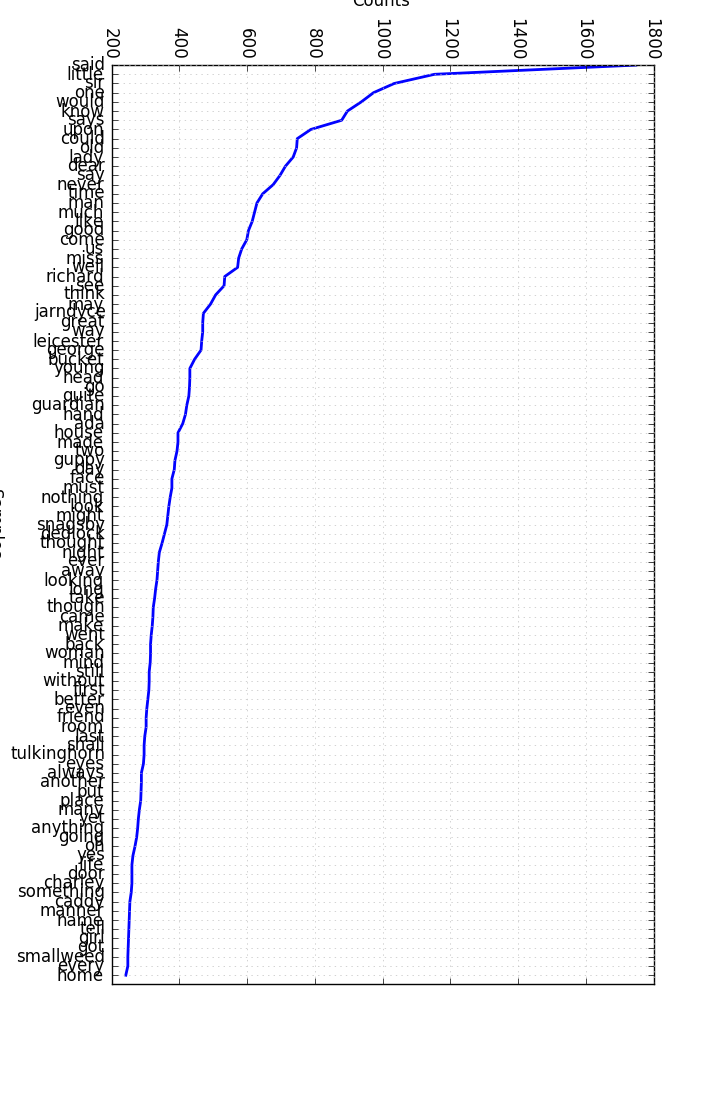 Counts
200 400 600 800 1000 1200 1400 1600 1800
said
little
sir
one
would
know
says
upon
could
old
lady
dear
say
never
time
man
much
like
good
come
us
miss
well
richard
see
think
may
jarndyce
great
way
leicester
george
bucket
young
head
go
quite
guardian
hand
ada
house
made
two
guppy
day
face
must
nothing
look
might
snagsby
dedlock
thought
night
ever
away
looking
long
take
though
came
make
went
back
woman
mind
still
without
first
better
even
friend
room
last
shall
tulkinghorn
eyes
always
another
put
place
many
yet
anything
going
oh
yes
life
door
charley
something
caddy
manner
name
tell
girl
got
smallweed
every
home